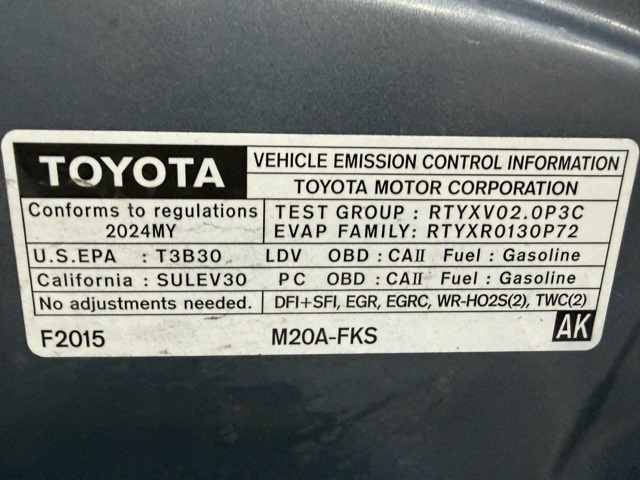 TOYOTA
VEHICLE EMISSION CONTROL INFORMATION
TOYOTA MOTOR CORPORATION
Conforms to regulations
2024MY
TEST GROUP : RTYXV02.0P3C
EVAP FAMILY: RTYXR0130P72
U.S.EPA : T3B30 LDV OBD : CAⅡ Fuel : Gasoline
California : SULEV30 PC OBD : CAⅡ Fuel : Gasoline
No adjustments needed. DFI+SFI, EGR, EGRC, WR-HO2S(2), TWC(2)
F2015 M20A-FKS AK